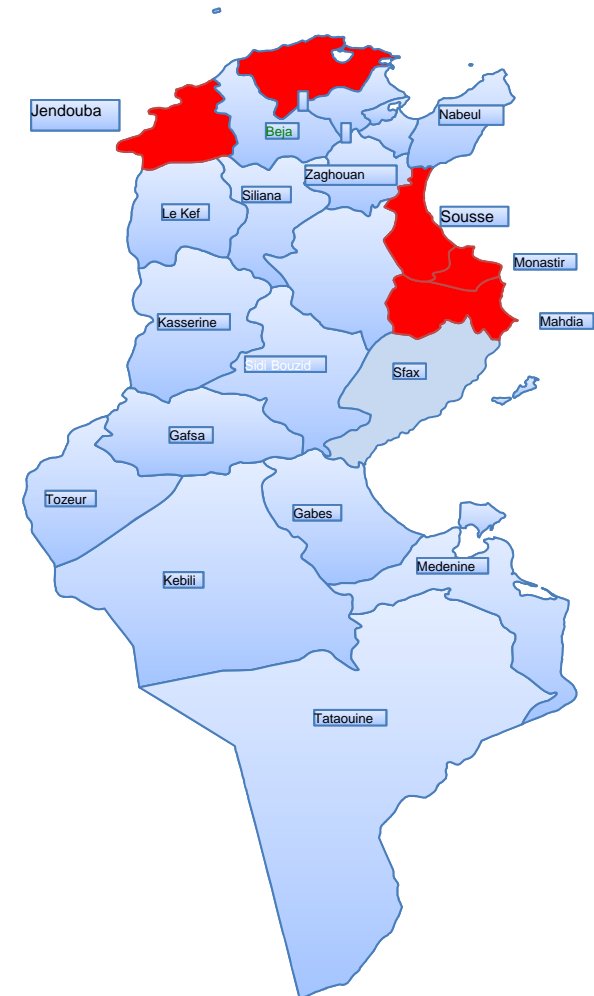 Jendouba
Nabeul
Beja
Zaghouan
Siliana
Le Kef
Sousse
Monastir
Kasserine
Mahdia
Sidi Bouzid
Sfax
Gafsa
Tozeur
Gabes
Medenine
Kebili
Tataouine